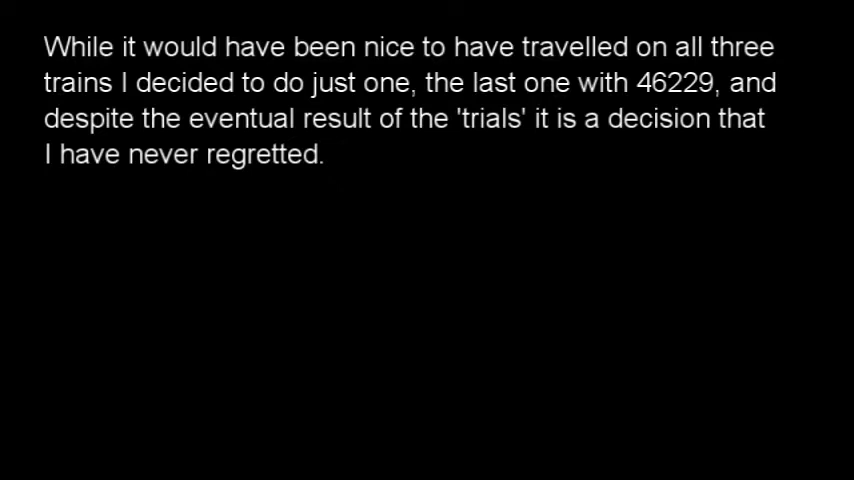 While it would have been nice to have travelled on all three
trains I decided to do just one, the last one with 46229, and
despite the eventual result of the 'trials' it is a decision that
I have never regretted.